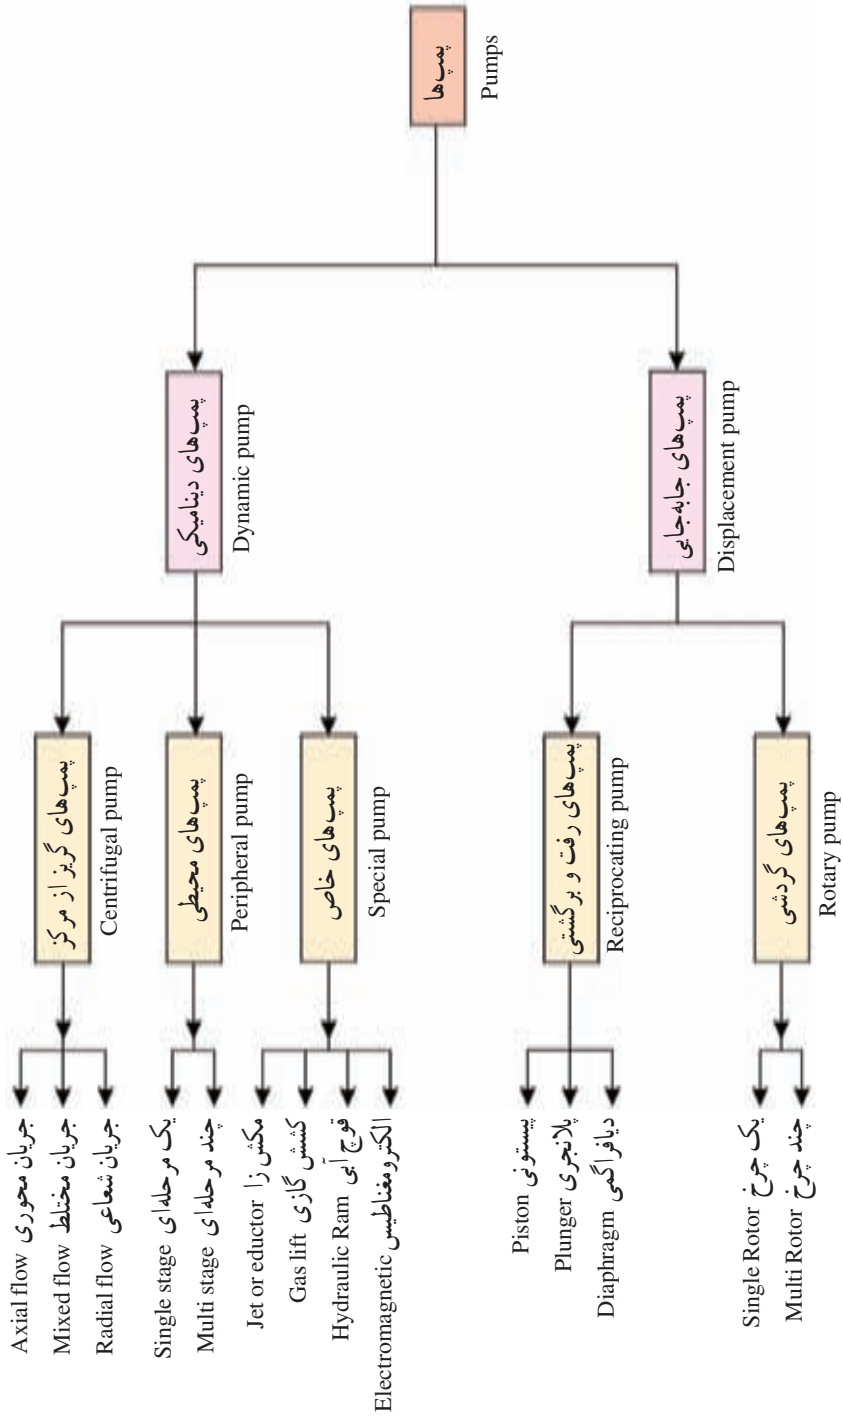 پمپ‌ها
Pumps
پمپ‌های دینامیکی
Dynamic pump
پمپ‌های جابه‌جایی
Displacement pump
پمپ‌های گریز از مرکز
Centrifugal pump
پمپ‌های محیطی
Peripheral pump
پمپ‌های خاص
Special pump
پمپ‌های رفت و برگشتی
Reciprocating pump
پمپ‌های گردشی
Rotary pump
جریان محوری Axial flow
جریان مختلط Mixed flow
جریان شعاعی Radial flow
یک مرحله‌ای Single stage
چند مرحله‌ای Multi stage
مکش زا Jet or eductor
کشش گازی Gas lift
قوچ آبی Hydraulic Ram
الکترومغناطیس Electromagnetic
پیستونی Piston
پلانجری Plunger
دیافراگمی Diaphragm
یک چرخ Single Rotor
چند چرخ Multi Rotor